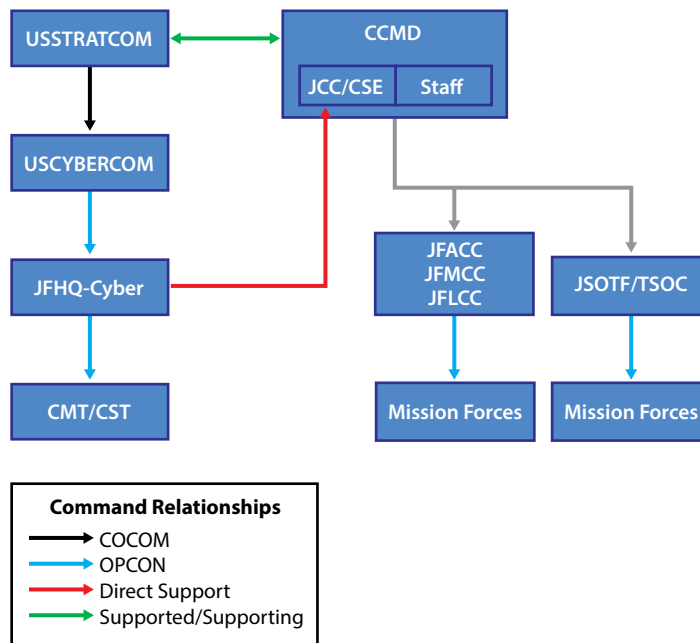 USSTRATCOM
CCMD
JCC/CSE
Staff
USCYBERCOM
JFHQ-Cyber
JFACC
JFMCC
JFLCC
JSOTF/TSOC
CMT/CST
Mission Forces
Mission Forces
Command Relationships
COCOM
OPCON
Direct Support
Supported/Supporting